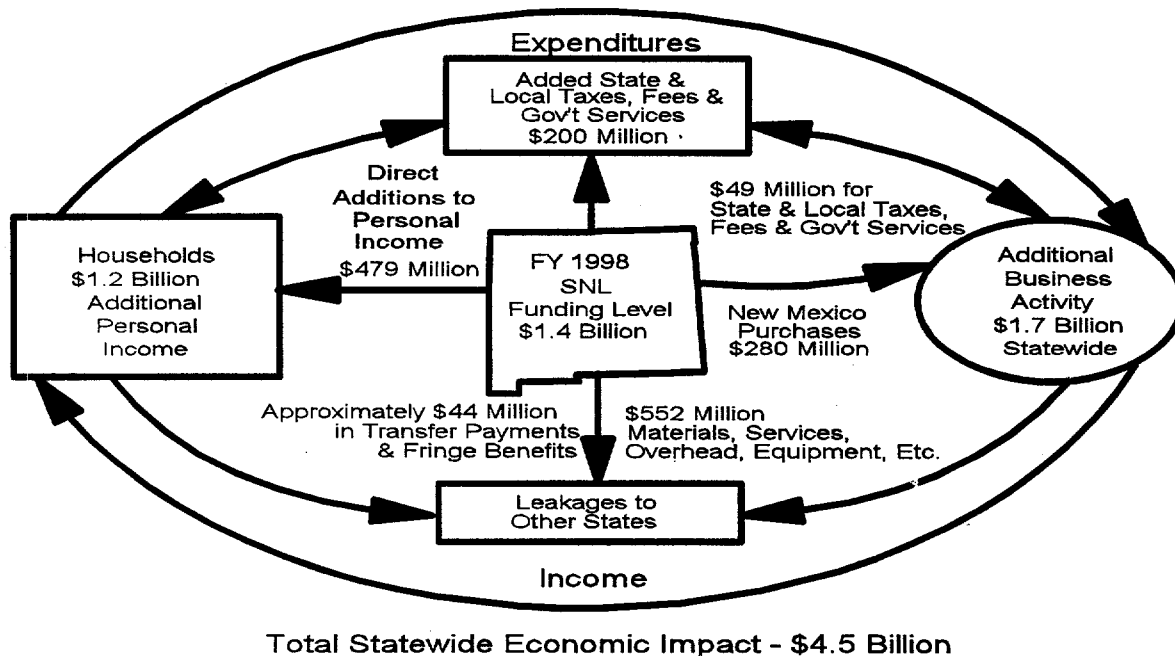 Expenditures
Added State &
Local Taxes, Fees &
Gov't Services
$200 Million
Direct
Additions to
Personal
Income
$479 Million
$49 Million for
State & Local Taxes,
Fees & Gov't Services
Households
$1.2 Billion
Additional
Personal
Income
FY 1998
SNL
Funding Level
$1.4 Billion
New Mexico
Purchases
$280 Million
Additional
Business
Activity
$1.7 Billion
Statewide
Approximately $44 Million
in Transfer Payments
& Fringe Benefits
$552 Million
Materials, Services,
Overhead, Equipment, Etc.
Leakages to
Other States
Income
Total Statewide Economic Impact - $4.5 Billion